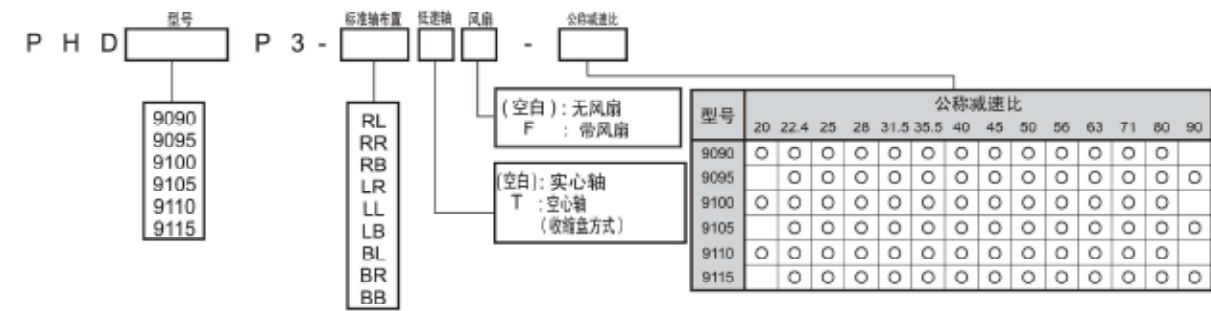 型号 标准轴布置 低速轴 风扇 公称减速比
PHD P3- -
9090
9095
9100
9105
9110
9115
RL
RR
RB
LR
LL
LB
BL
BR
BB
(空白):无风扇
F : 带风扇
(空白):实心轴
T :空心轴
(收缩盘方式)
型号 公称减速比
20 22.4 25 28 31.5 35.5 40 45 50 56 63 71 80 90
9090 ○ ○ ○ ○ ○ ○ ○ ○ ○ ○ ○ ○ ○
9095 ○ ○ ○ ○ ○ ○ ○ ○ ○ ○ ○ ○ ○
9100 ○ ○ ○ ○ ○ ○ ○ ○ ○ ○ ○ ○ ○
9105 ○ ○ ○ ○ ○ ○ ○ ○ ○ ○ ○ ○ ○
9110 ○ ○ ○ ○ ○ ○ ○ ○ ○ ○ ○ ○ ○
9115 ○ ○ ○ ○ ○ ○ ○ ○ ○ ○ ○ ○ ○